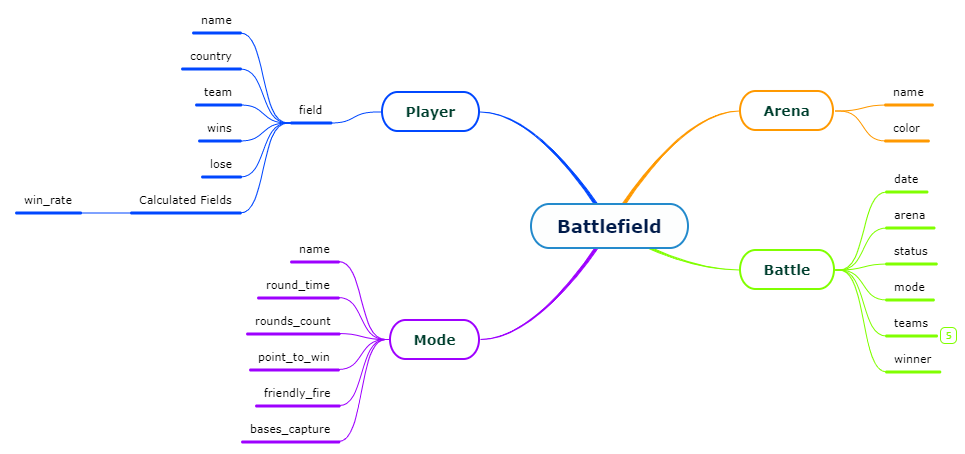 Battlefield
Player
field
name
country
team
wins
lose
Calculated Fields
win_rate
Mode
name
round_time
rounds_count
point_to_win
friendly_fire
bases_capture
Arena
name
color
Battle
date
arena
status
mode
teams
5
winner